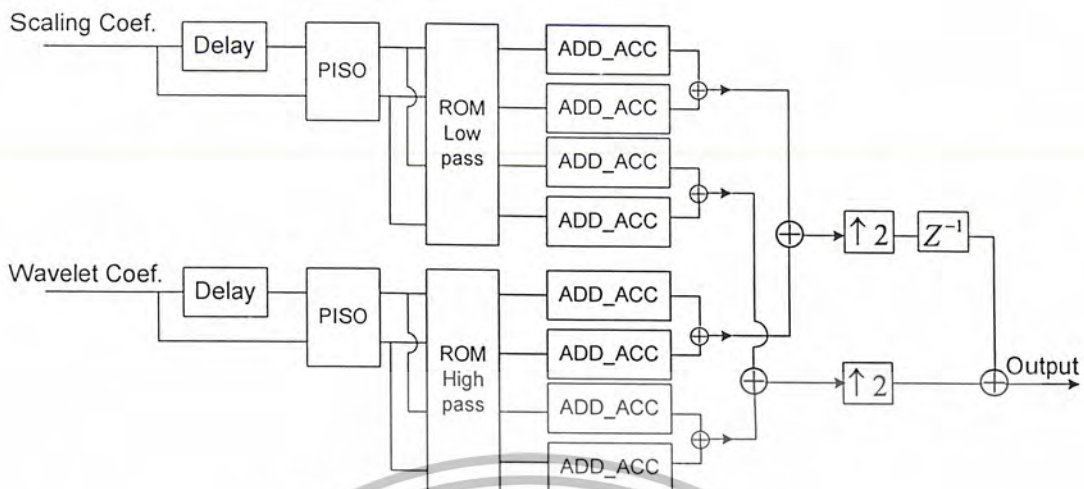 Scaling Coef.
Delay
PISO
ROM
Low
pass
ADD_ACC
ADD_ACC
ADD_ACC
ADD_ACC
↑2
Z⁻¹
Wavelet Coef.
Delay
PISO
ROM
High
pass
ADD_ACC
ADD_ACC
ADD_ACC
ADD_ACC
↑2
Output